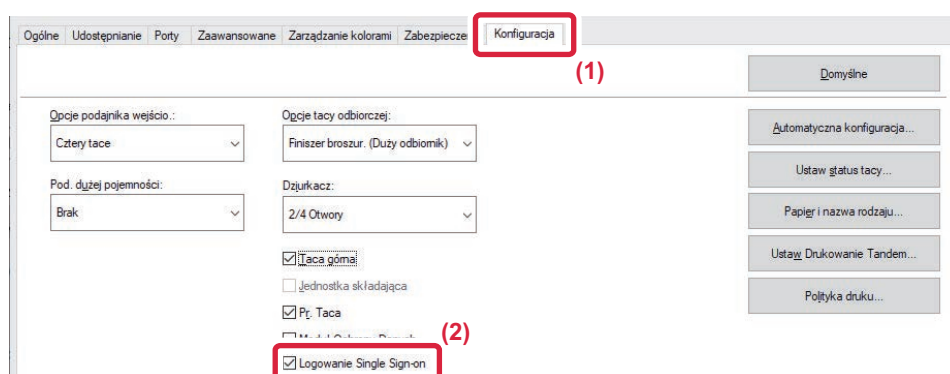 Ogólne Udostępnianie Porty Zaawansowane Zarządzanie kolorami Zabezpiecze Konfiguracja
(1)
Domyślne
Opcje podajnika wejścio.: Opcje tacy odbiorczej:
Cztery tace Finiszer broszur. (Duży odbiornik)
Automatyczna konfiguracja...
Ustaw status tacy...
Pod. dużej pojemności: Dziurkacz:
Brak 2/4 Otwory
Papier i nazwa rodzaju...
Taca górna
Ustaw Drukowanie Tandem...
Jednostka składająca
Polityka druku...
Pr. Taca
(2)
Logowanie Single Sign-on